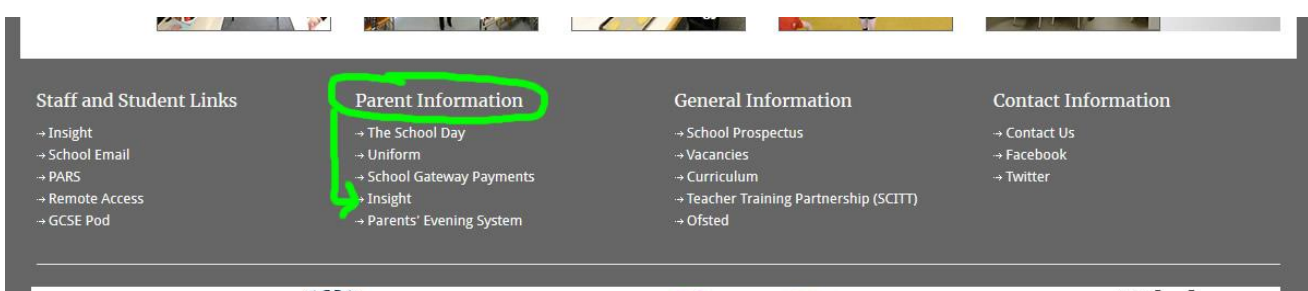 Staff and Student Links
→ Insight
→ School Email
→ PARS
→ Remote Access
→ GCSE Pod
Parent Information
→ The School Day
→ Uniform
→ School Gateway Payments
→ Insight
→ Parents' Evening System
General Information
→ School Prospectus
→ Vacancies
→ Curriculum
→ Teacher Training Partnership (SCITT)
→ Ofsted
Contact Information
→ Contact Us
→ Facebook
→ Twitter